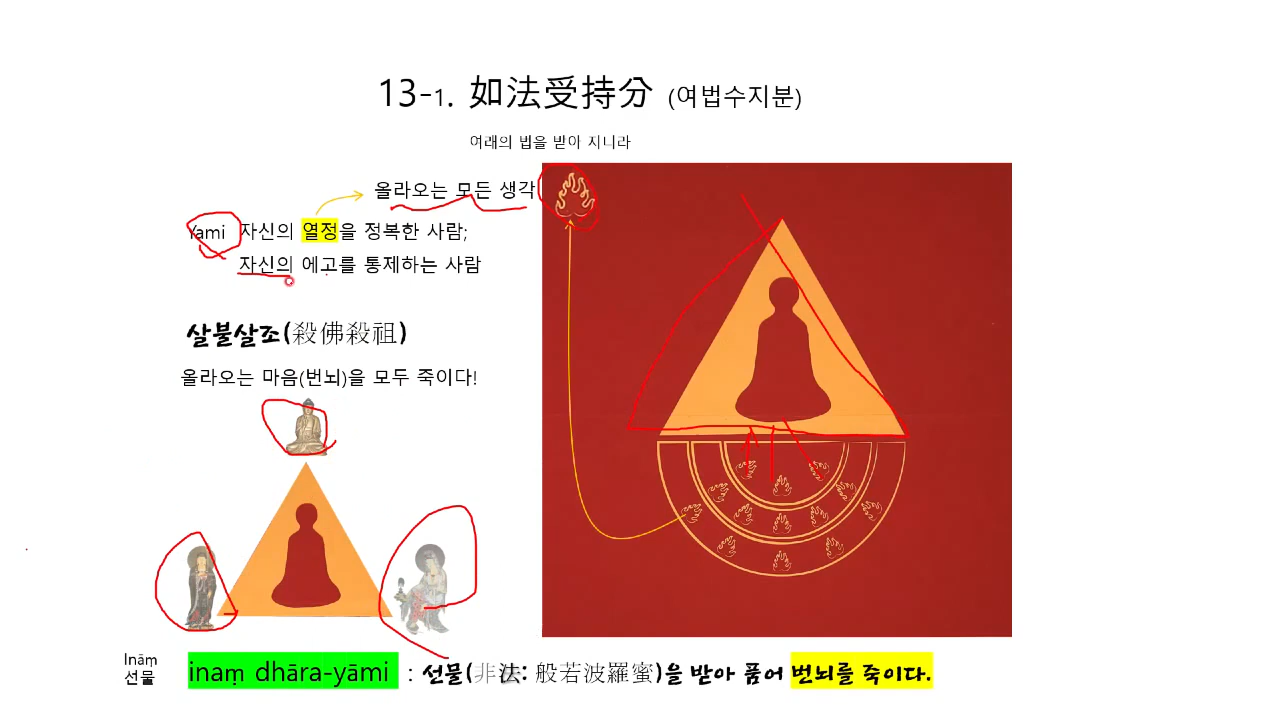 13-1. 如法受持分 (여법수지분)
여래의 법을 받아 지니라
올라오는 모든 생각
Yami 자신의 열정을 정복한 사람;
자신의 에고를 통제하는 사람
살불살조(殺佛殺祖)
올라오는 마음(번뇌)을 모두 죽이다!
Ināṃ
선물
inaṃ dhāra-yāmi : 선물(非法: 般若波羅蜜)을 받아 품어 번뇌를 죽이다.